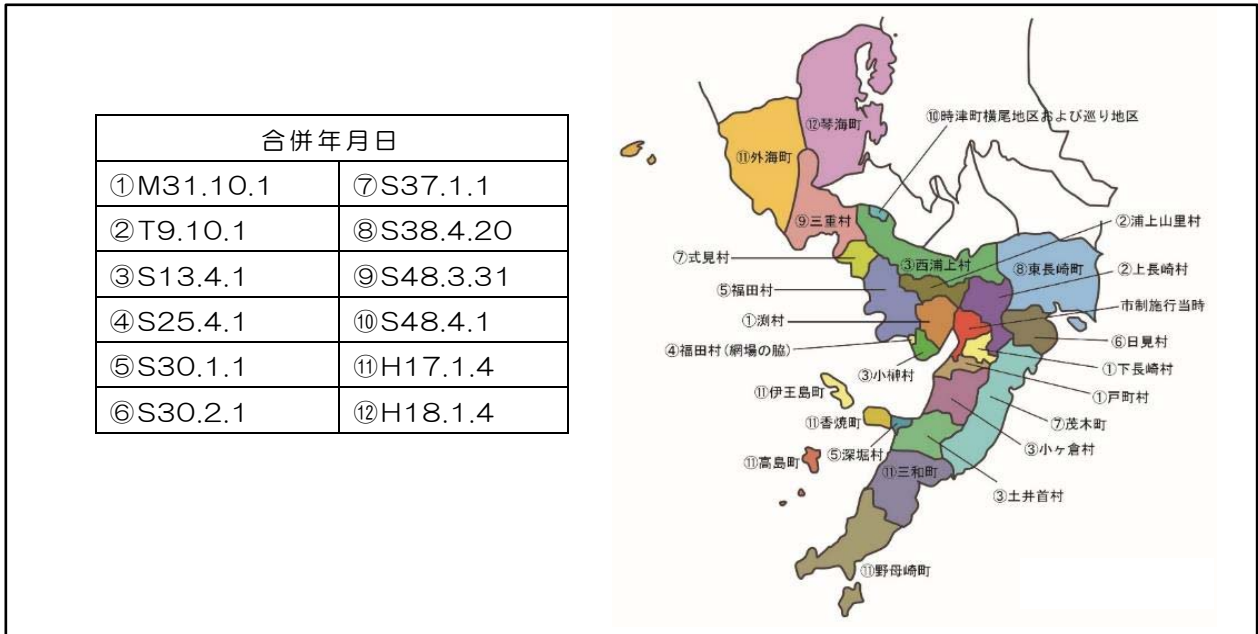 合併年月日
①M31.10.1 ⑦S37.1.1
②T9.10.1 ⑧S38.4.20
③S13.4.1 ⑨S48.3.31
④S25.4.1 ⑩S48.4.1
⑤S30.1.1 ⑪H17.1.4
⑥S30.2.1 ⑫H18.1.4
⑩時津町横尾地区および巡り地区
⑫琴海町
⑪外海町
⑨三重村
②浦上山里村
⑦式見村
③西浦上村
⑧東長崎町
②上長崎村
⑤福田村
市制施行当時
①渕村
⑥日見村
④福田村(網場の脇)
①下長崎村
③小榊村
⑪伊王島町
①戸町村
⑪香焼町
⑦茂木町
⑤深堀村
③小ヶ倉村
⑪高島町
⑪三和町
③土井首村
⑪野母崎町